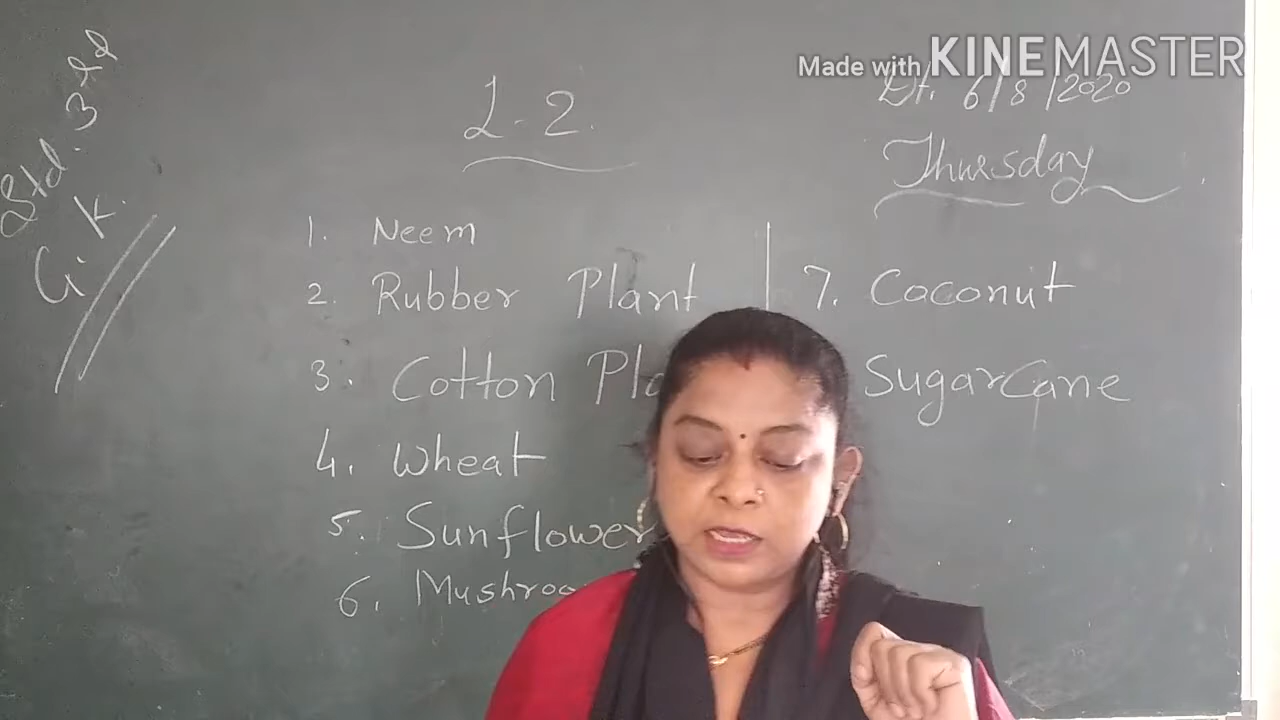 Made with KINEMASTER
Std. 3rd
G.K.
L-2.
Dt. 6/8/2020
Thursday
1. Neem
2. Rubber Plant
3. Cotton
4. Wheat
5. Sunflower
6.
7. Coconut
Sugarcane